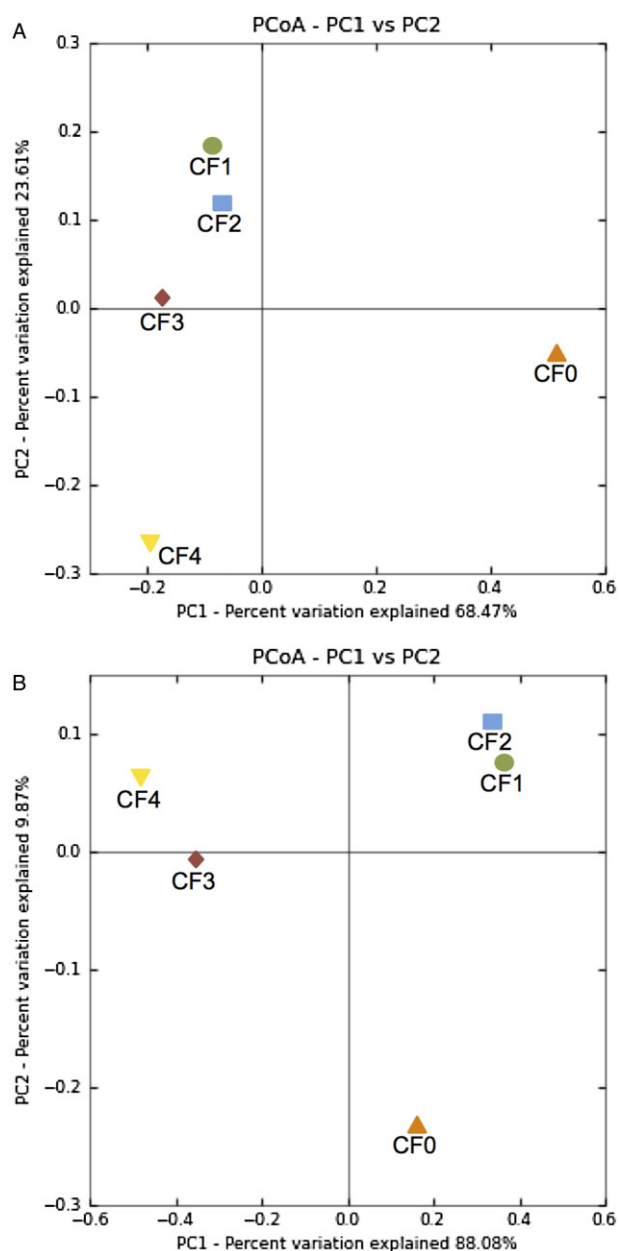 A
PCoA - PC1 vs PC2
0.3
0.2
0.1
0.0
−0.1
−0.2
−0.3
PC2 - Percent variation explained 23.61%
CF1
CF2
CF3
CF0
CF4
−0.2
0.0
0.2
0.4
0.6
PC1 - Percent variation explained 68.47%
B
PCoA - PC1 vs PC2
0.1
0.0
−0.1
−0.2
−0.3
PC2 - Percent variation explained 9.87%
CF2
CF1
CF4
CF3
CF0
−0.6
−0.4
−0.2
0.0
0.2
0.4
0.6
PC1 - Percent variation explained 88.08%